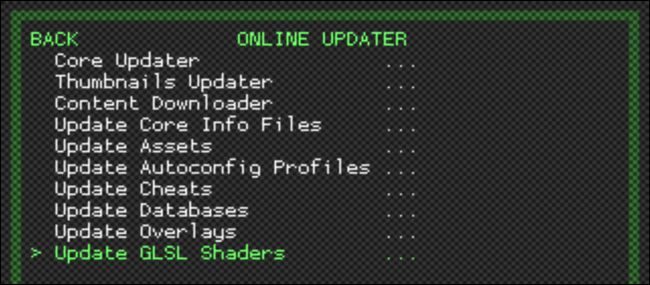 BACK ONLINE UPDATER
Core Updater ...
Thumbnails Updater ...
Content Downloader ...
Update Core Info Files ...
Update Assets ...
Update Autoconfig Profiles ...
Update Cheats ...
Update Databases ...
Update Overlays ...
> Update GLSL Shaders ...